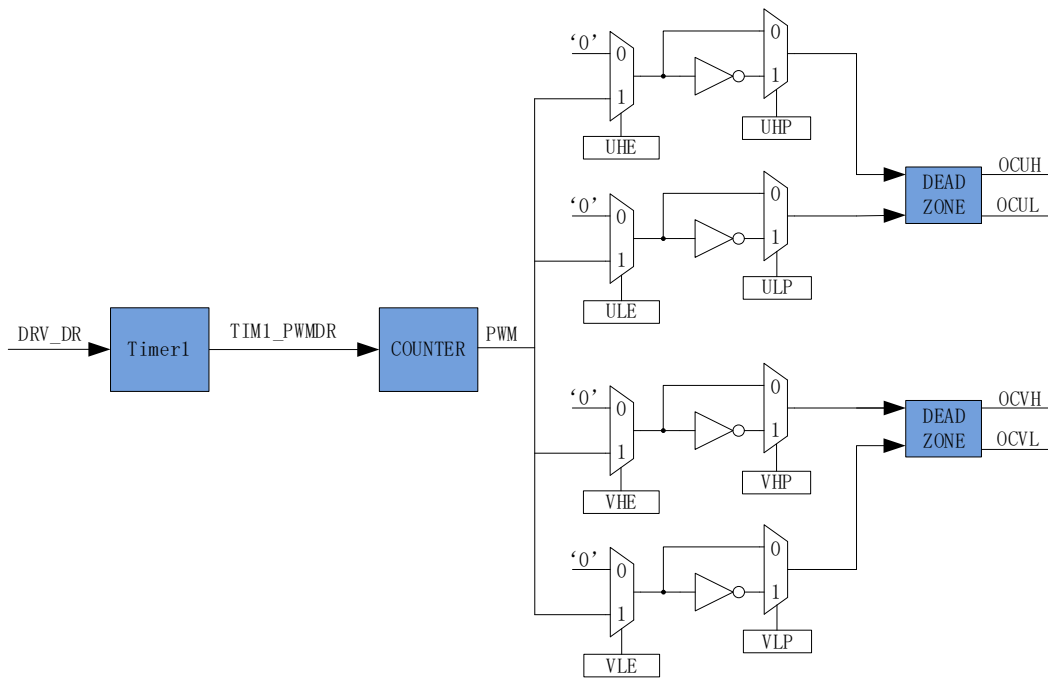 ‘0’
0
1
UHE
0
1
UHP
‘0’
0
1
ULE
0
1
ULP
DEAD
ZONE
OCUH
OCUL
DRV_DR
Timer1
TIM1_PWMDR
COUNTER
PWM
‘0’
0
1
VHE
0
1
VHP
DEAD
ZONE
OCVH
OCVL
‘0’
0
1
VLE
0
1
VLP